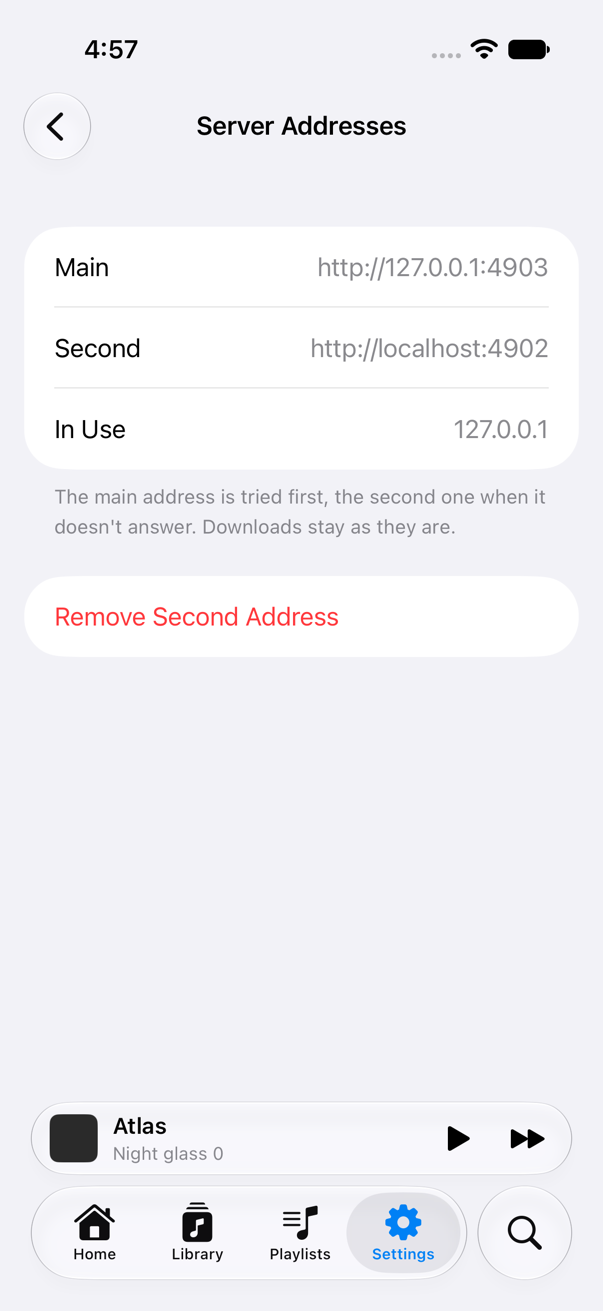 4:57
Server Addresses
Main http://127.0.0.1:4903
Second http://localhost:4902
In Use 127.0.0.1
The main address is tried first, the second one when it
doesn't answer. Downloads stay as they are.
Remove Second Address
Atlas
Night glass 0
Home Library Playlists Settings